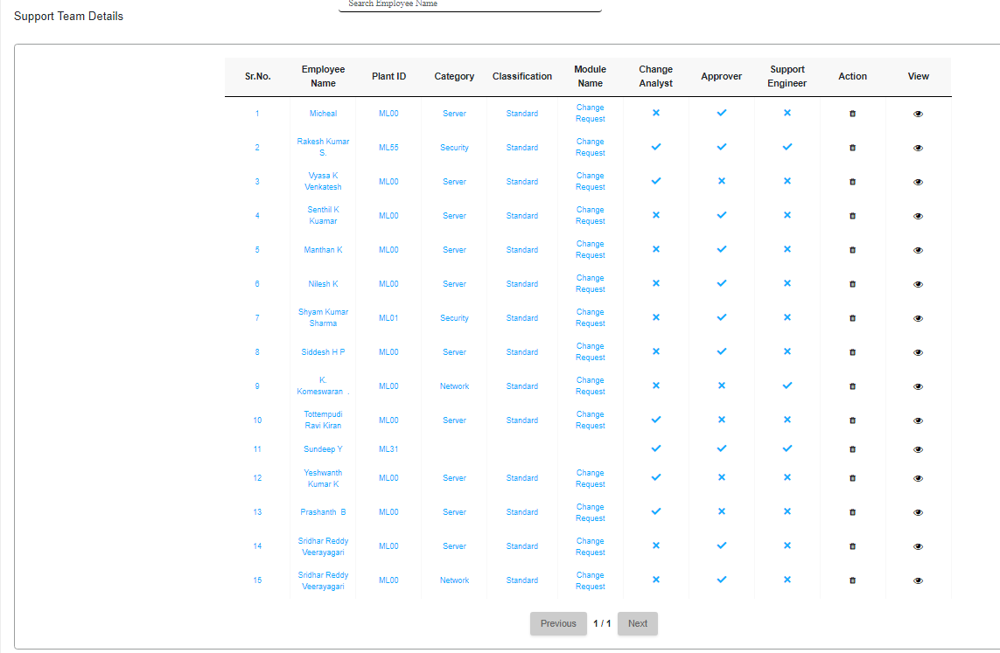 Search Employee Name
Support Team Details
Sr.No. Employee Name Plant ID Category Classification Module Name Change Analyst Approver Support Engineer Action View
1 Micheal ML00 Server Standard Change Request
2 Rakesh Kumar S. ML55 Security Standard Change Request
3 Vyasa K Venkatesh ML00 Server Standard Change Request
4 Senthil K Kuamar ML00 Server Standard Change Request
5 Manthan K ML00 Server Standard Change Request
6 Nilesh K ML00 Server Standard Change Request
7 Shyam Kumar Sharma ML01 Security Standard Change Request
8 Siddesh H P ML00 Server Standard Change Request
9 K. Komeswaran . ML00 Network Standard Change Request
10 Tottempudi Ravi Kiran ML00 Server Standard Change Request
11 Sundeep Y ML31
12 Yeshwanth Kumar K ML00 Server Standard Change Request
13 Prashanth B ML00 Server Standard Change Request
14 Sridhar Reddy Veerayagari ML00 Server Standard Change Request
15 Sridhar Reddy Veerayagari ML00 Network Standard Change Request
Previous 1 / 1 Next